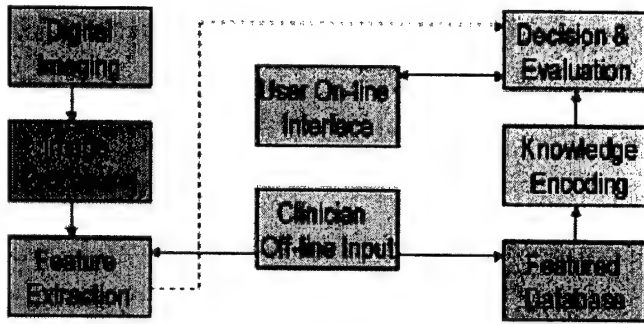 Digital
Imaging
Decision &
Evaluation
User On-line
Interface
Knowledge
Encoding
Clinician
Off-line Input
Feature
Extraction
Featured
Database